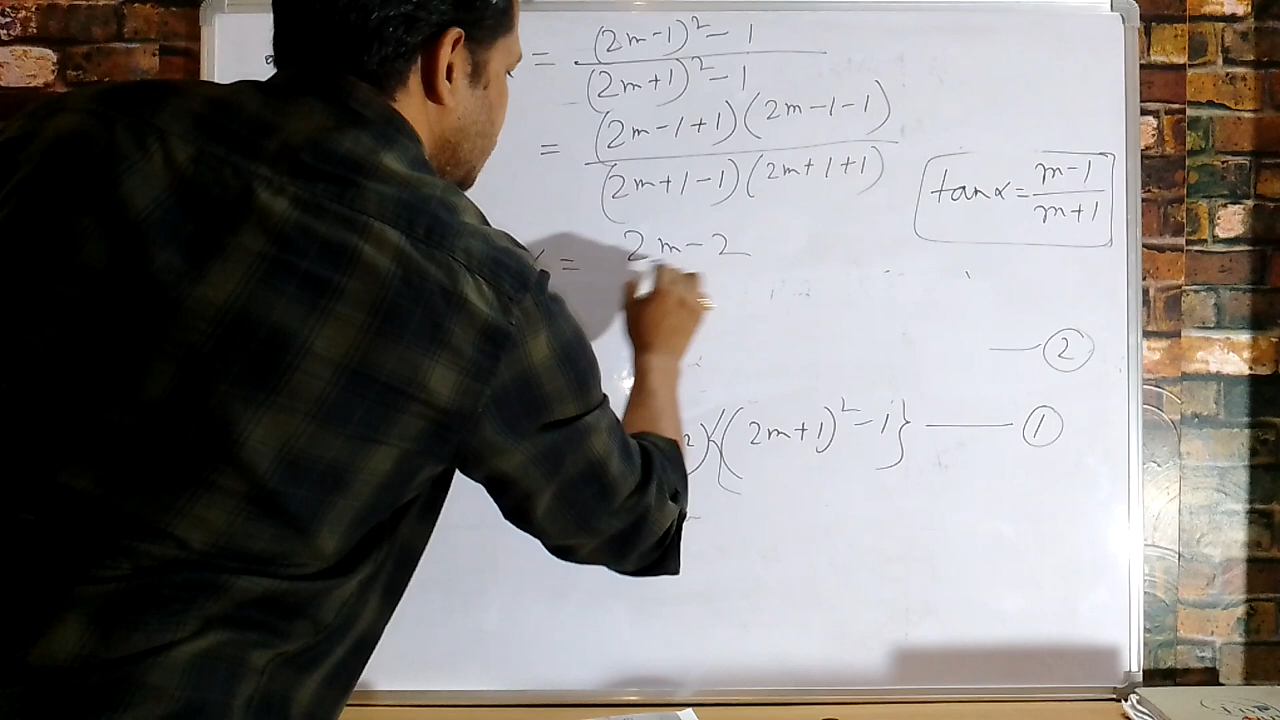 = (2m-1)² - 1 / (2m+1)² - 1
= (2m-1+1)(2m-1-1) / (2m+1-1)(2m+1+1)
tanα = m-1 / m+1
= 2m-2
②
){(2m+1)² -1} —— ①